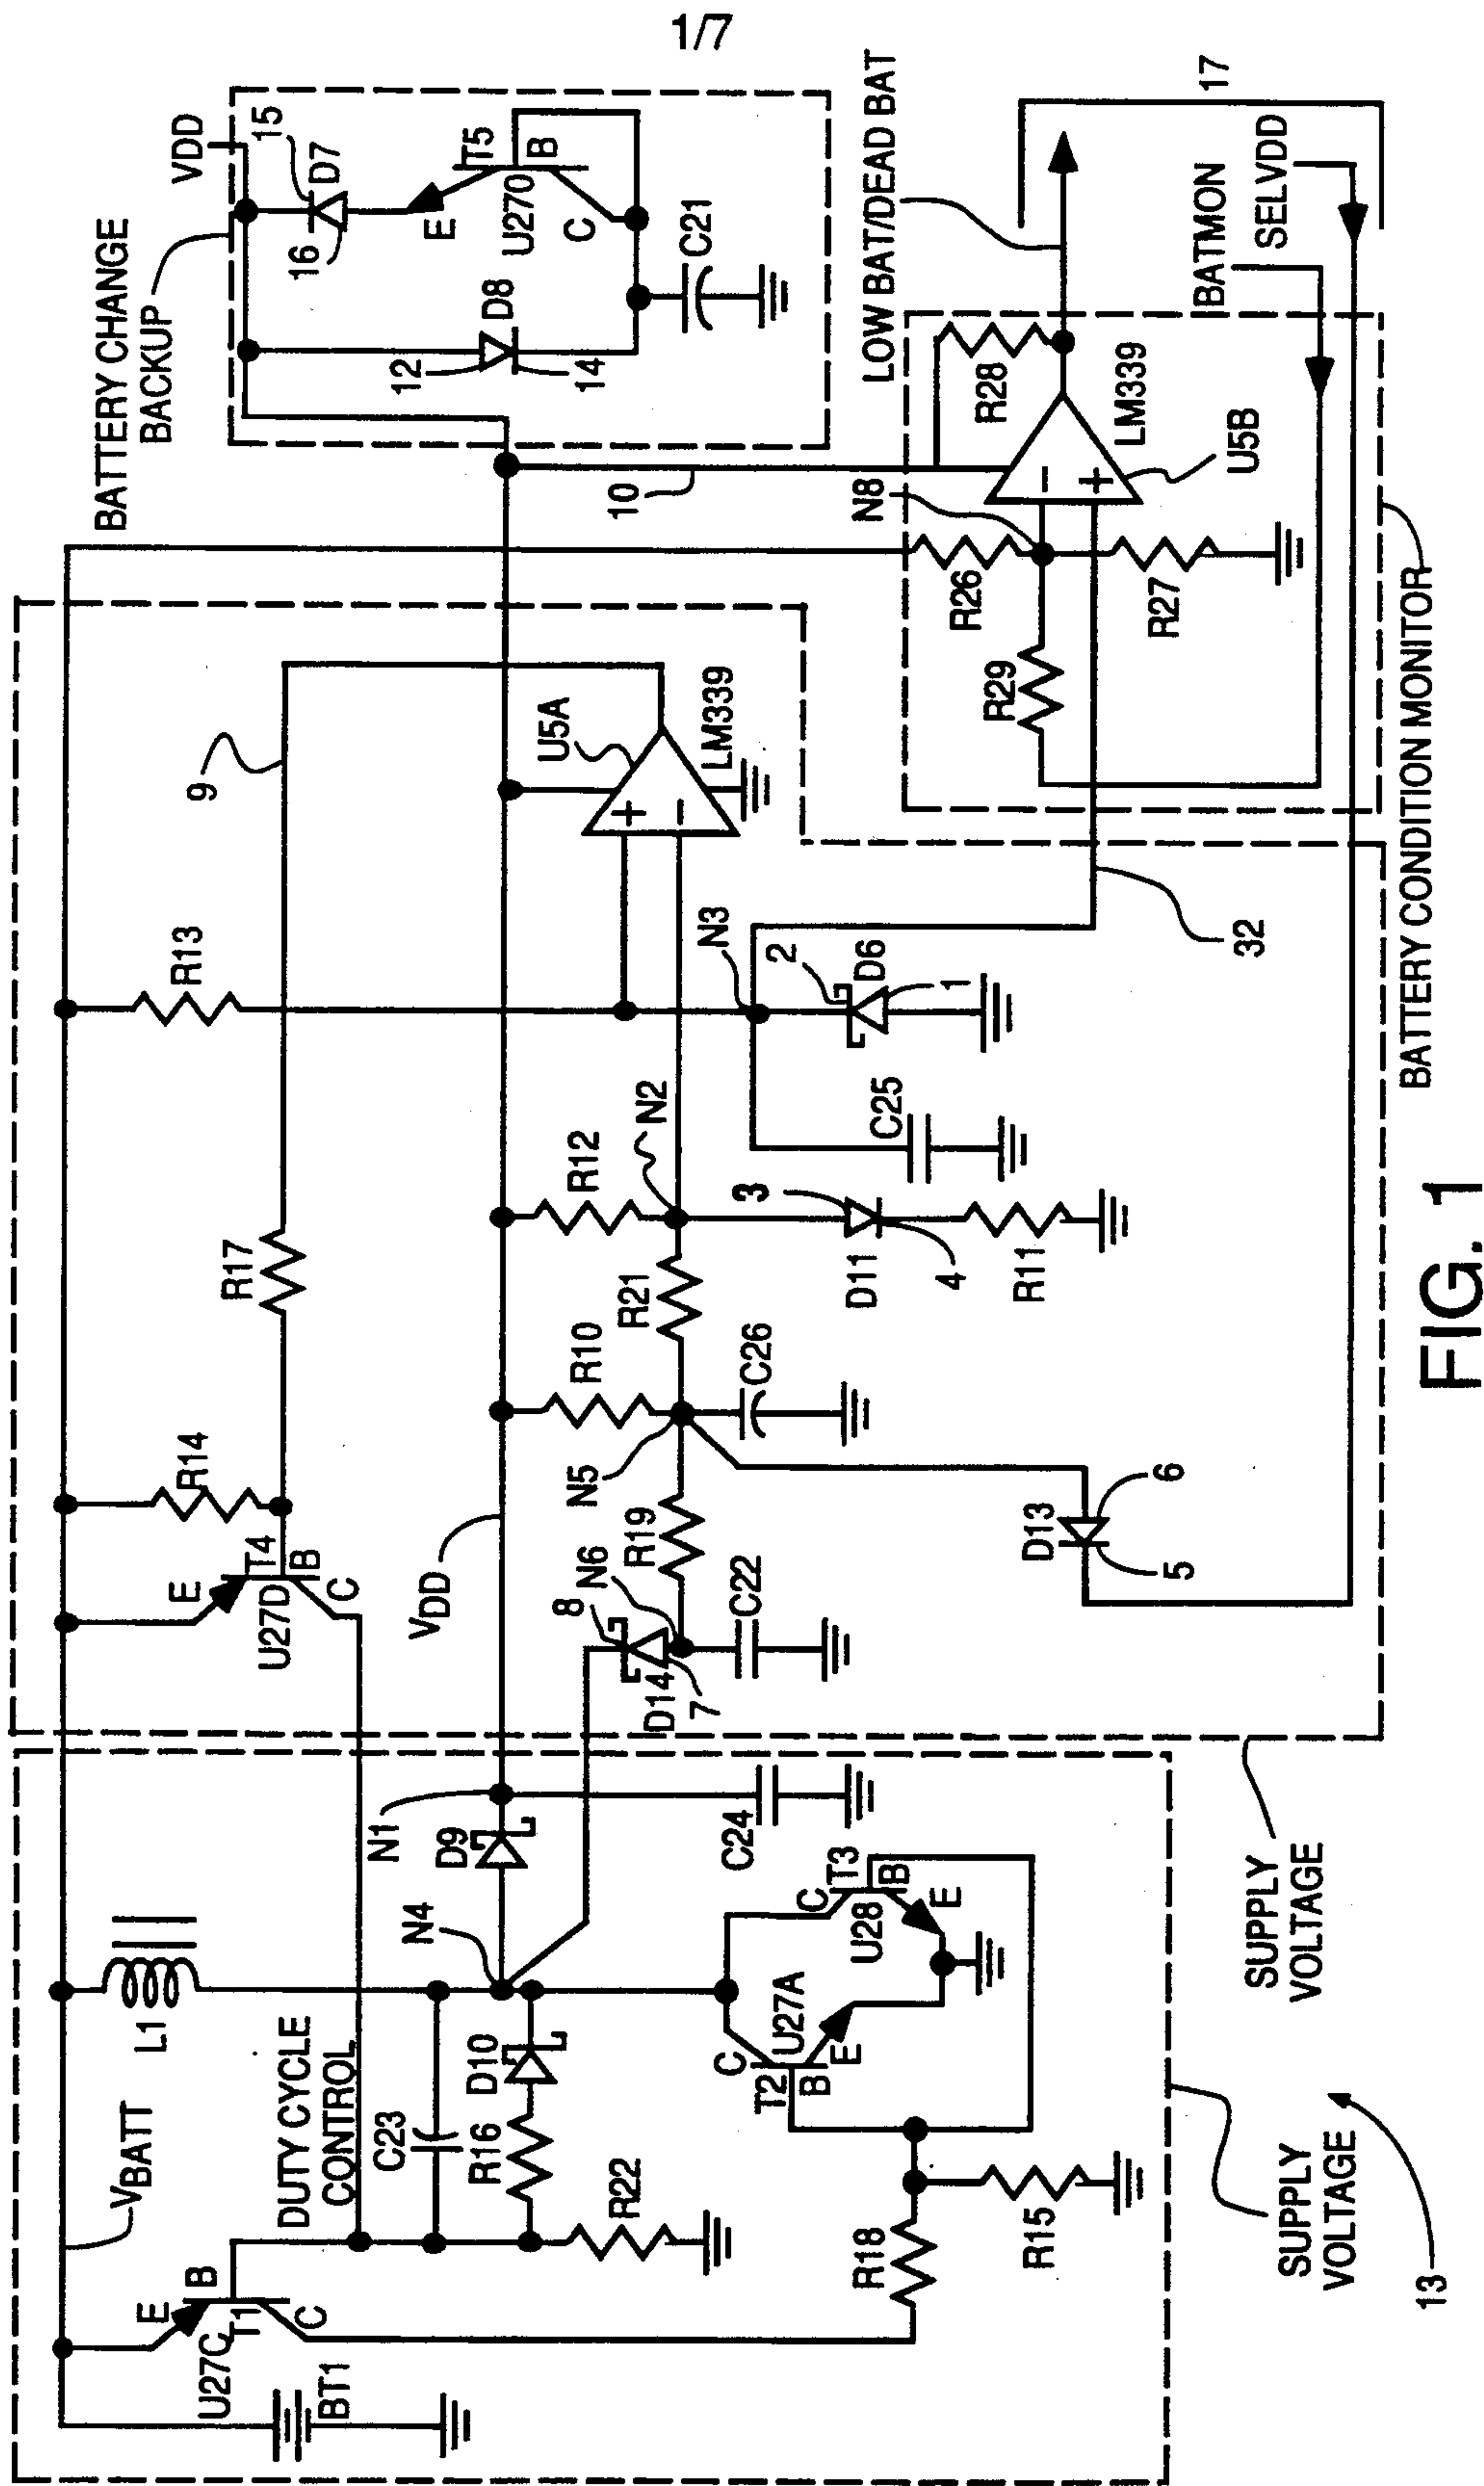 1/7
BATTERY CHANGE
BACKUP
VDD
15
D7
16
E
T5
B
U270
C
D8
12
14
C21
LOW BAT/DEAD BAT
17
BATMON
SELVDD
R28
LM339
U5B
N8
10
R26
R27
R29
BATTERY CONDITION MONITOR
9
U5A
LM339
R13
N3
2
D6
1
32
C25
R17
R12
N2
3
D11
4
R11
R21
R10
C26
R14
N5
T4
E
B
C
U27D
VDD
R19
N6
8
D14
7
C22
D13
6
5
N1
D9
C24
SUPPLY
VOLTAGE
L1
N4
VBATT
DUTY CYCLE
CONTROL
C23
D10
R16
R22
C
T3
B
U28
E
U27A
C
T2
B
E
R18
R15
E
B
U27C
T1
C
BT1
SUPPLY
VOLTAGE
13
FIG. 1